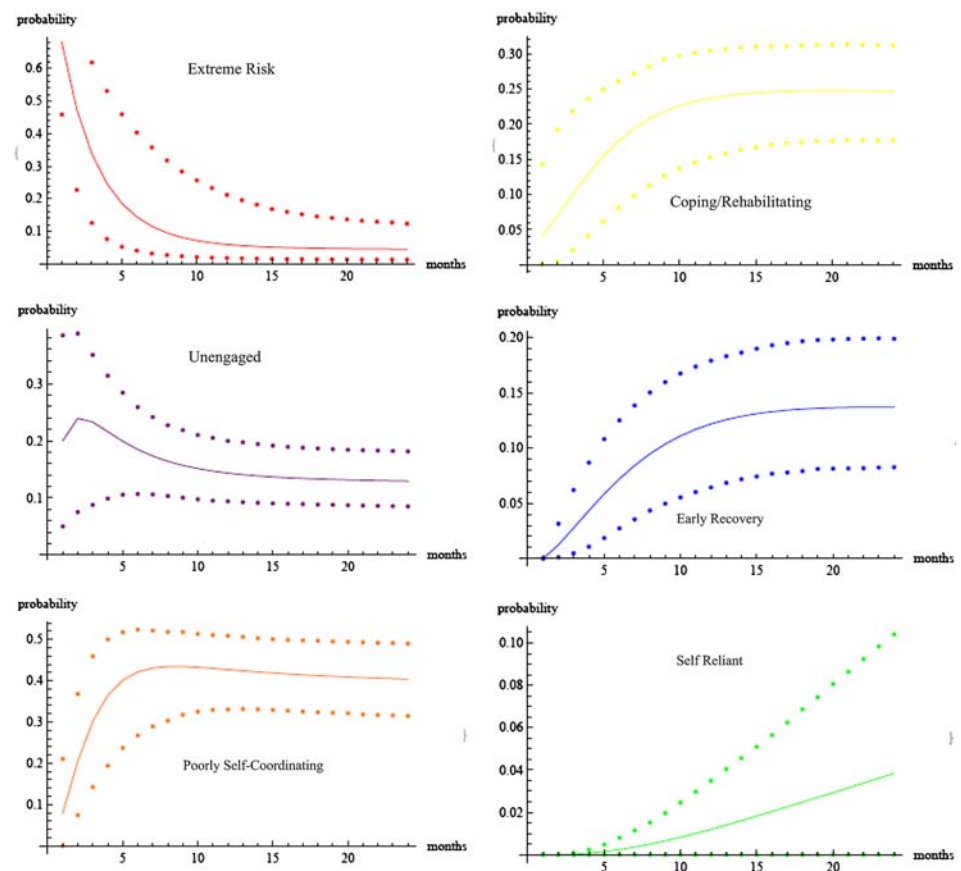 probability
Extreme Risk
0.6
0.5
0.4
0.3
0.2
0.1
5
10
15
20
months
probability
Coping/Rehabilitating
0.30
0.25
0.20
0.15
0.10
0.05
5
10
15
20
months
probability
Unengaged
0.3
0.2
0.1
5
10
15
20
months
probability
Early Recovery
0.20
0.15
0.10
0.05
5
10
15
20
months
probability
Poorly Self-Coordinating
0.5
0.4
0.3
0.2
0.1
5
10
15
20
months
probability
Self Reliant
0.10
0.08
0.06
0.04
0.02
5
10
15
20
months